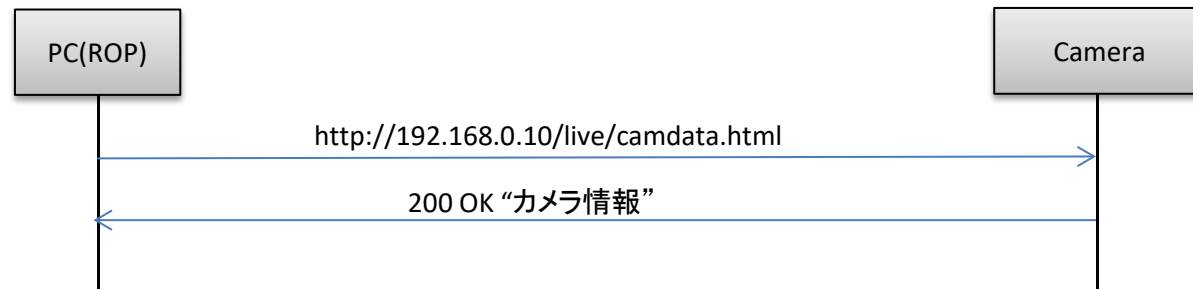 PC(ROP)
Camera
http://192.168.0.10/live/camdata.html
200 OK “カメラ情報”